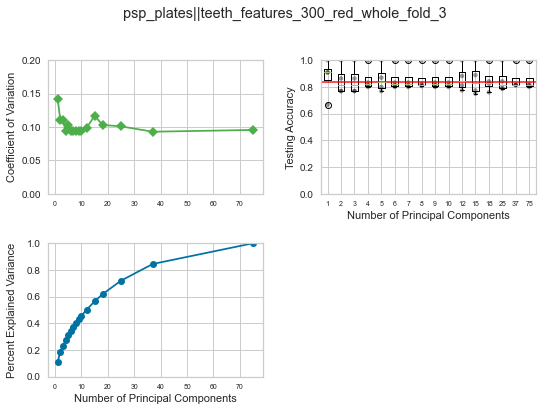 psp_plates||teeth_features_300_red_whole_fold_3
Coefficient of Variation
0.20
0.15
0.10
0.05
0.00
0 10 20 30 40 50 60 70
Testing Accuracy
1.0
0.8
0.6
0.4
0.2
0.0
1 2 3 4 5 6 7 8 9 10 12 15 18 25 37 75
Number of Principal Components
Percent Explained Variance
1.0
0.8
0.6
0.4
0.2
0.0
0 10 20 30 40 50 60 70
Number of Principal Components